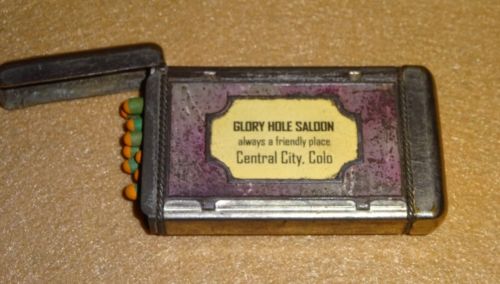 GLORY HOLE SALOON
always a friendly place
Central City, Colo